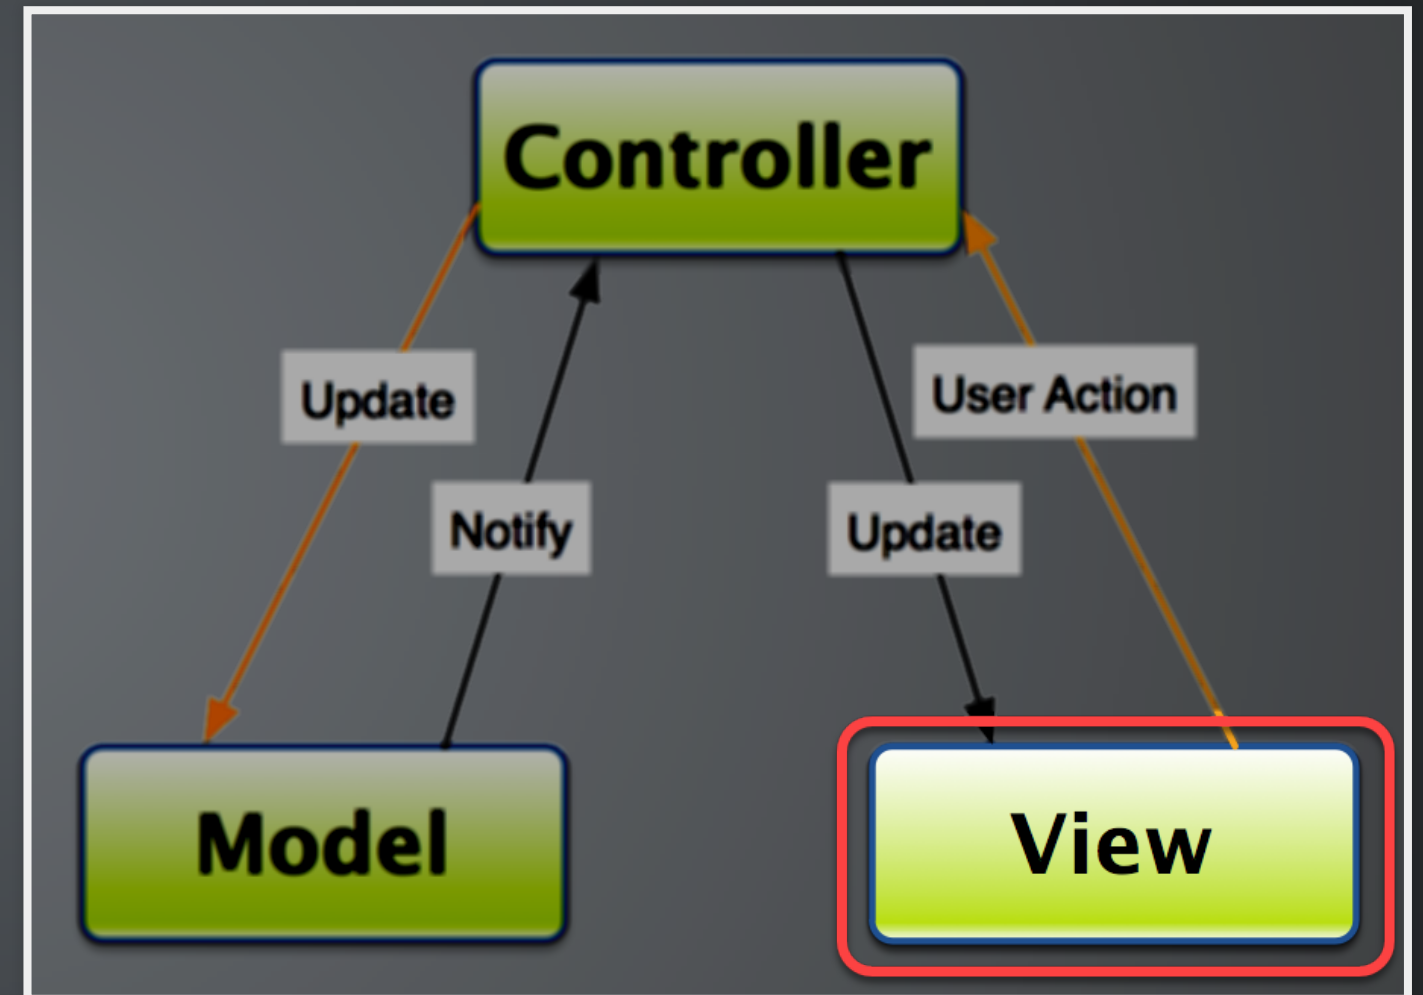 Controller
Update
User Action
Notify
Update
Model
View